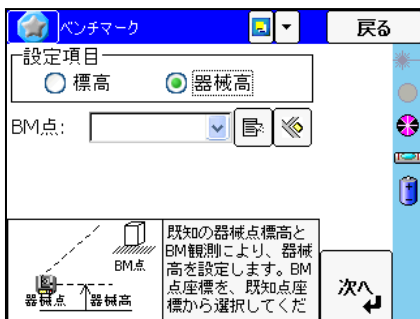 ベンチマーク
戻る
設定項目
標高
器械高
BM点:
BM点
器械点
器械高
既知の器械点標高と
BM観測により、器械
高を設定します。BM
点座標を、既知点座
標から選択してくだ
次へ